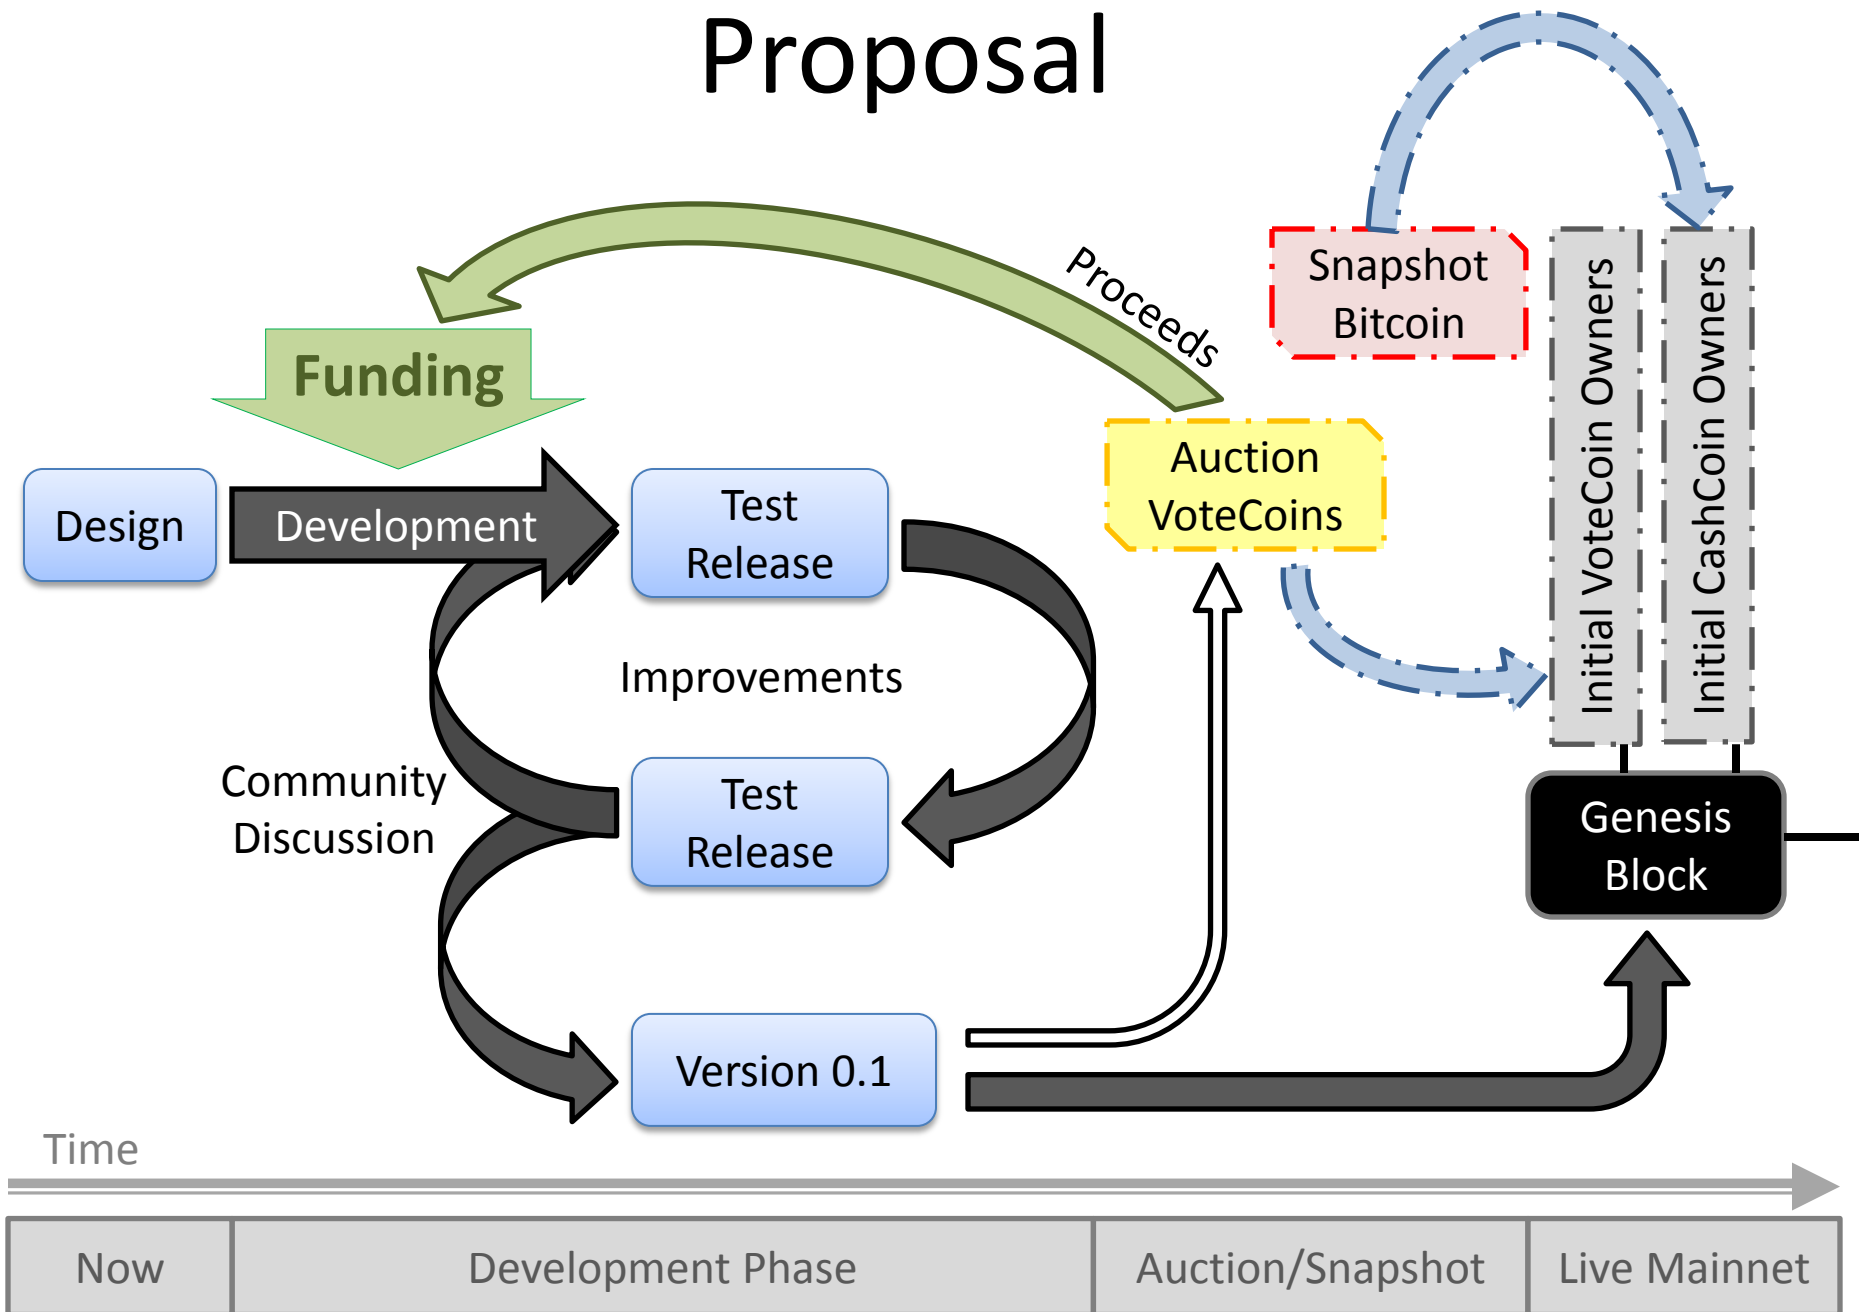 Proposal
Snapshot
Bitcoin
Initial VoteCoin Owners
Initial CashCoin Owners
Proceeds
Funding
Auction
VoteCoins
Design
Development
Test
Release
Improvements
Community
Discussion
Test
Release
Genesis
Block
Version 0.1
Time
Now
Development Phase
Auction/Snapshot
Live Mainnet